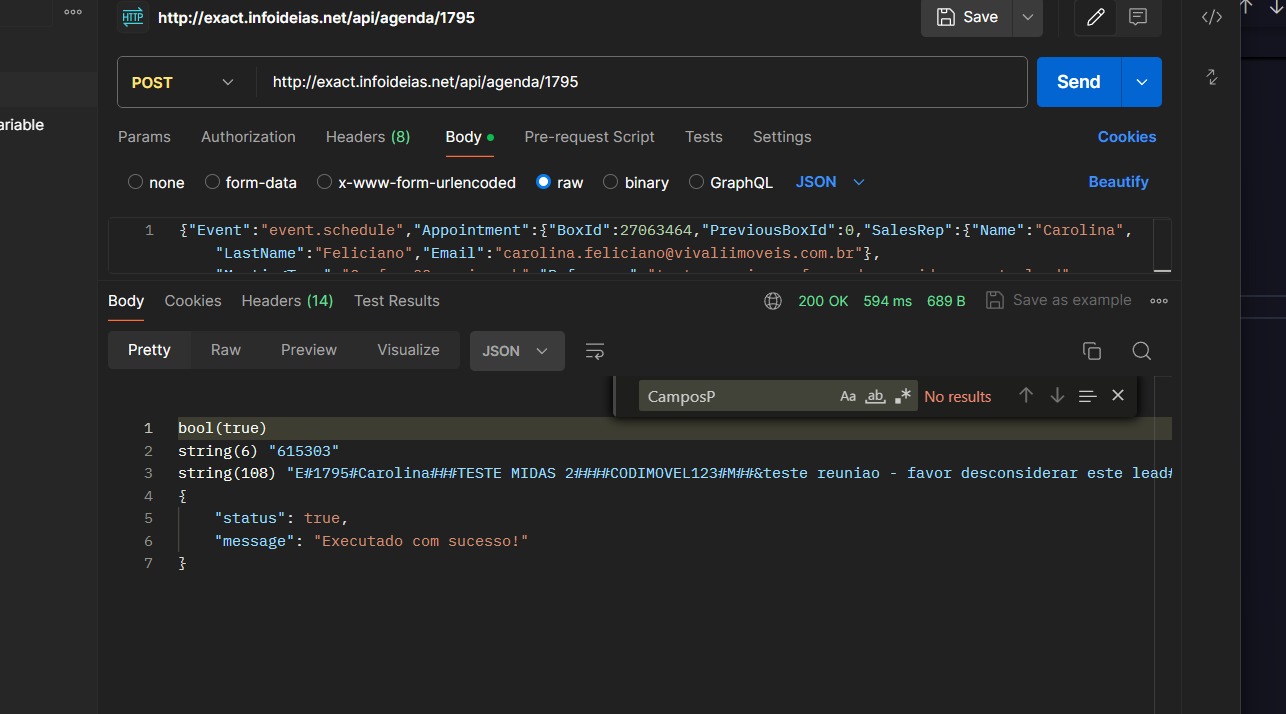 HTTP http://exact.infoideias.net/api/agenda/1795 Save
POST http://exact.infoideias.net/api/agenda/1795 Send
ariable
Params Authorization Headers (8) Body Pre-request Script Tests Settings Cookies
none form-data x-www-form-urlencoded raw binary GraphQL JSON Beautify
1 {"Event":"event.schedule","Appointment":{"BoxId":27063464,"PreviousBoxId":0,"SalesRep":{"Name":"Carolina",
"LastName":"Feliciano","Email":"carolina.feliciano@vivaliimoveis.com.br"},
Body Cookies Headers (14) Test Results 200 OK 594 ms 689 B Save as example
Pretty Raw Preview Visualize JSON
CamposP Aa ab No results
1 bool(true)
2 string(6) "615303"
3 string(108) "E#1795#Carolina###TESTE MIDAS 2####CODIMOVEL123#M##&teste reuniao - favor desconsiderar este lead#
4 {
5 "status": true,
6 "message": "Executado com sucesso!"
7 }